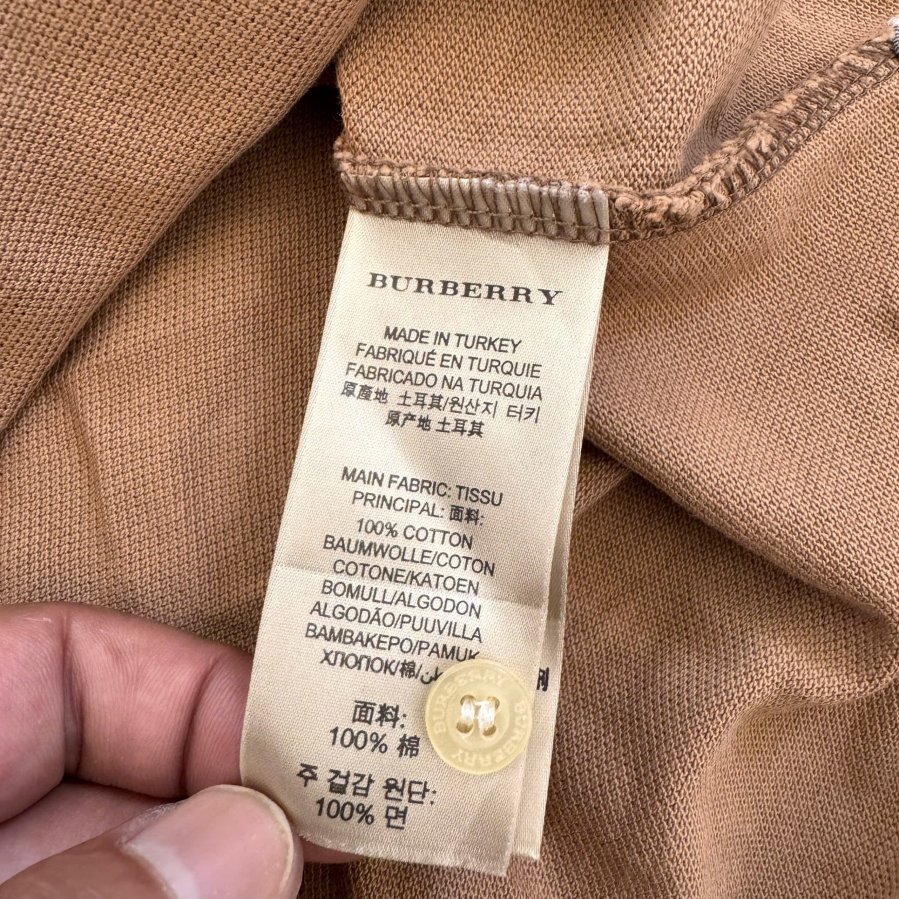 BURBERRY
MADE IN TURKEY
FABRIQUÉ EN TURQUIE
FABRICADO NA TURQUIA
原產地 土耳其/원산지 터키
原产地 土耳其
MAIN FABRIC: TISSU
PRINCIPAL: 面料:
100% COTTON
BAUMWOLLE/COTON
COTONE/KATOEN
BOMULL/ALGODON
ALGODÃO/PUUVILLA
BAMBAKEPO/PAMUK
ХЛОПОК/棉/
面料:
100% 棉
주 겉감 원단:
100% 면
BURBERRY
BURBERRY